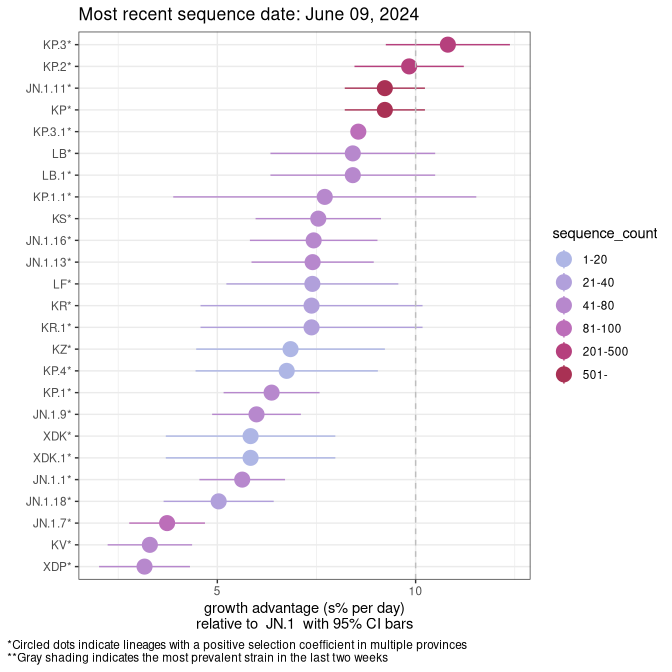 Most recent sequence date: June 09, 2024
KP.3*
KP.2*
JN.1.11*
KP*
KP.3.1*
LB*
LB.1*
KP.1.1*
KS*
JN.1.16*
JN.1.13*
LF*
KR*
KR.1*
KZ*
KP.4*
KP.1*
JN.1.9*
XDK*
XDK.1*
JN.1.1*
JN.1.18*
JN.1.7*
KV*
XDP*
5 10
growth advantage (s% per day)
relative to JN.1 with 95% CI bars
sequence_count
1-20
21-40
41-80
81-100
201-500
501-
*Circled dots indicate lineages with a positive selection coefficient in multiple provinces
**Gray shading indicates the most prevalent strain in the last two weeks